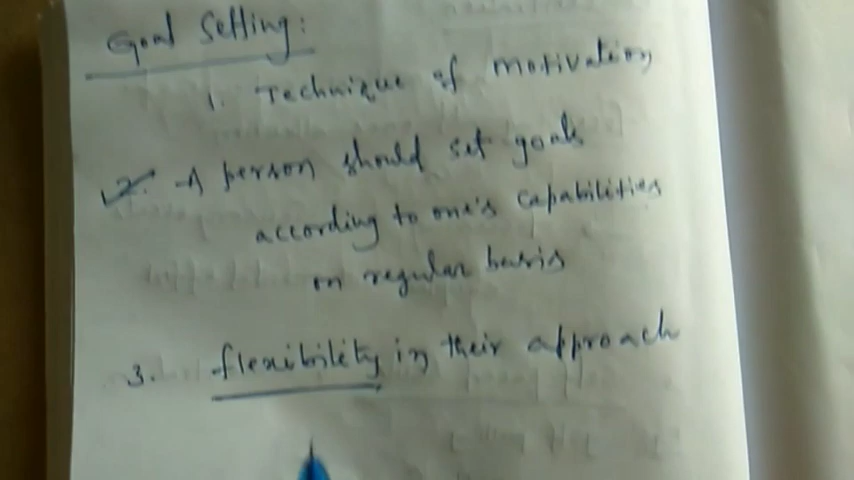 Goal Setting:
1. Technique of motivation
2. A person should set goals
according to one's capabilities
on regular basis
3. flexibility in their approach